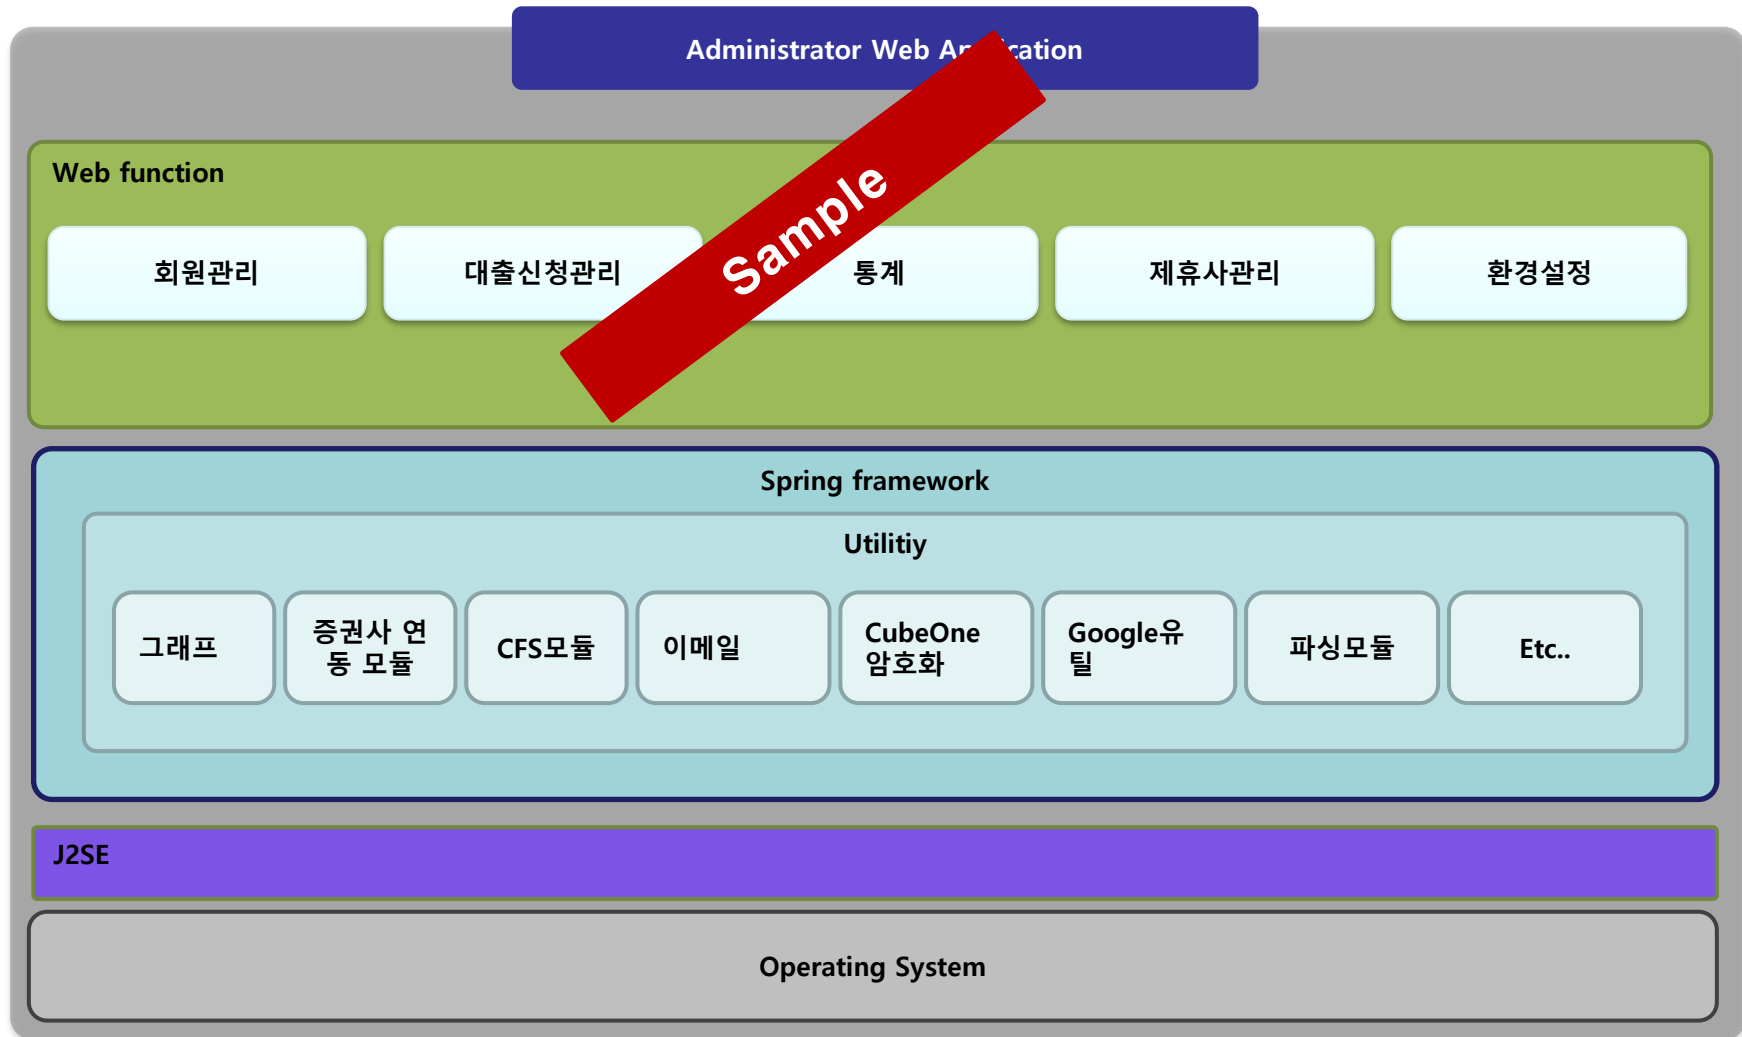 Administrator Web Application
Web function
회원관리
대출신청관리
통계
제휴사관리
환경설정
Sample
Spring framework
Utilitiy
그래프
증권사 연
동 모듈
CFS모듈
이메일
CubeOne
암호화
Google유
틸
파싱모듈
Etc..
J2SE
Operating System